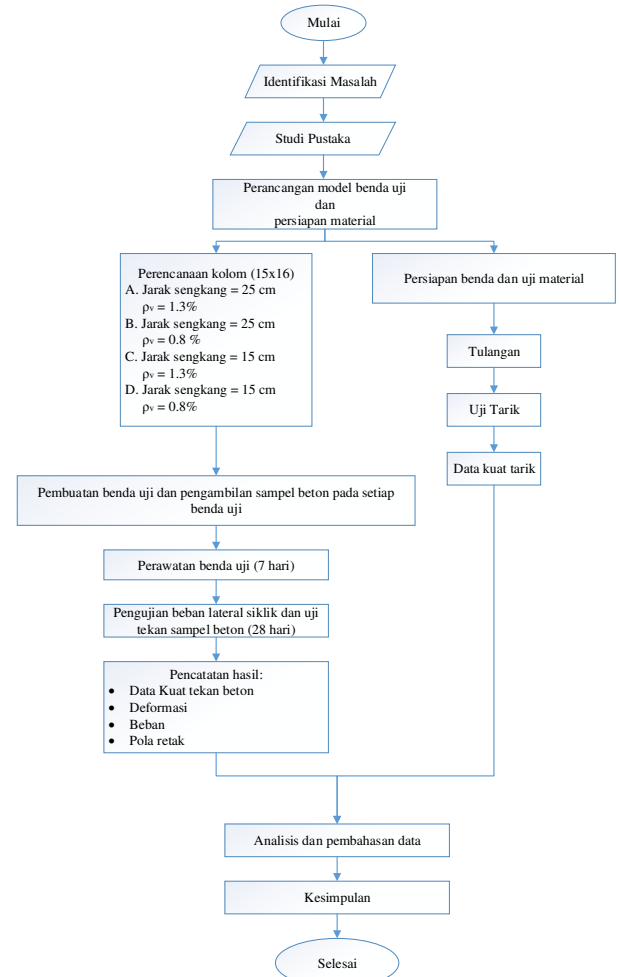 Mulai
Identifikasi Masalah
Studi Pustaka
Perancangan model benda uji
dan
persiapan material
Perencanaan kolom (15x16)
A. Jarak sengkang = 25 cm
ρv = 1.3%
B. Jarak sengkang = 25 cm
ρv = 0.8 %
C. Jarak sengkang = 15 cm
ρv = 1.3%
D. Jarak sengkang = 15 cm
ρv = 0.8%
Persiapan benda dan uji material
Tulangan
Uji Tarik
Data kuat tarik
Pembuatan benda uji dan pengambilan sampel beton pada setiap
benda uji
Perawatan benda uji (7 hari)
Pengujian beban lateral siklik dan uji
tekan sampel beton (28 hari)
Pencatatan hasil:
• Data Kuat tekan beton
• Deformasi
• Beban
• Pola retak
Analisis dan pembahasan data
Kesimpulan
Selesai